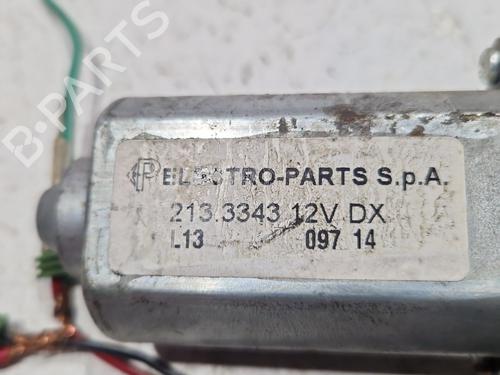 ELECTRO-PARTS S.p.A.
213.3343 12V DX
L13 097 14
B-PARTS